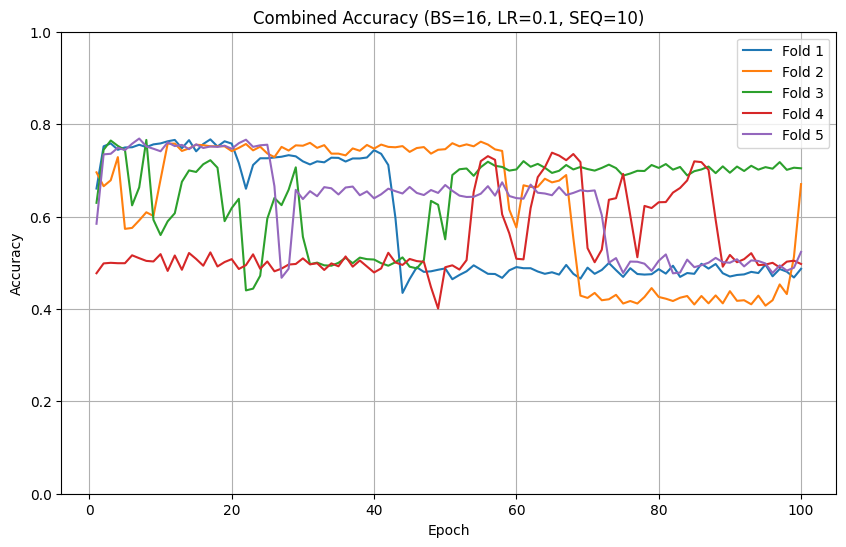 Combined Accuracy (BS=16, LR=0.1, SEQ=10)
Fold 1
Fold 2
Fold 3
Fold 4
Fold 5
Accuracy
1.0
0.8
0.6
0.4
0.2
0.0
0 20 40 60 80 100
Epoch